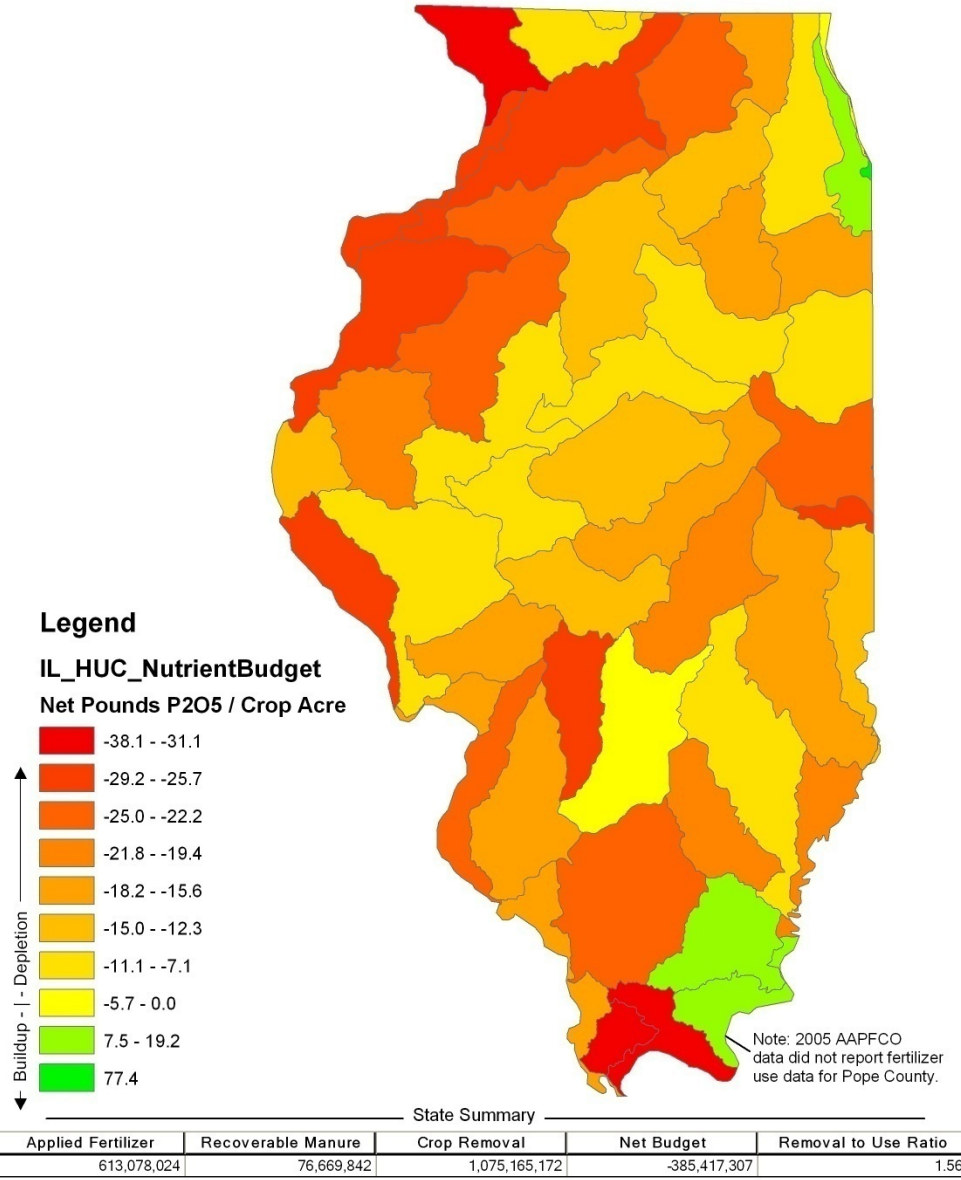 Legend
IL_HUC_NutrientBudget
Net Pounds P2O5 / Crop Acre
-38.1 - -31.1
-29.2 - -25.7
-25.0 - -22.2
-21.8 - -19.4
-18.2 - -15.6
-15.0 - -12.3
-11.1 - -7.1
-5.7 - 0.0
7.5 - 19.2
77.4
Buildup - | - Depletion
Note: 2005 AAPFCO
data did not report fertilizer
use data for Pope County.
State Summary
Applied Fertilizer Recoverable Manure Crop Removal Net Budget Removal to Use Ratio
613,078,024 76,669,842 1,075,165,172 -385,417,307 1.56